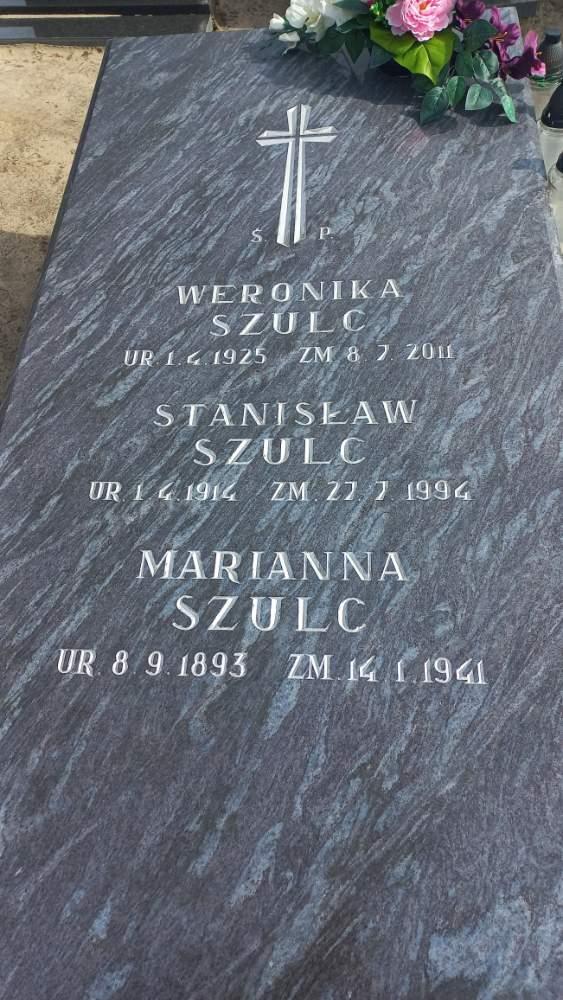 Ś. P.
WERONIKA
SZULC
UR. 1. 4. 1925 ZM 8. 7. 2011
STANISŁAW
SZULC
UR. 1. 4. 1914 ZM. 27. 7. 1994
MARIANNA
SZULC
UR. 8. 9. 1893 ZM. 14. 1. 1941